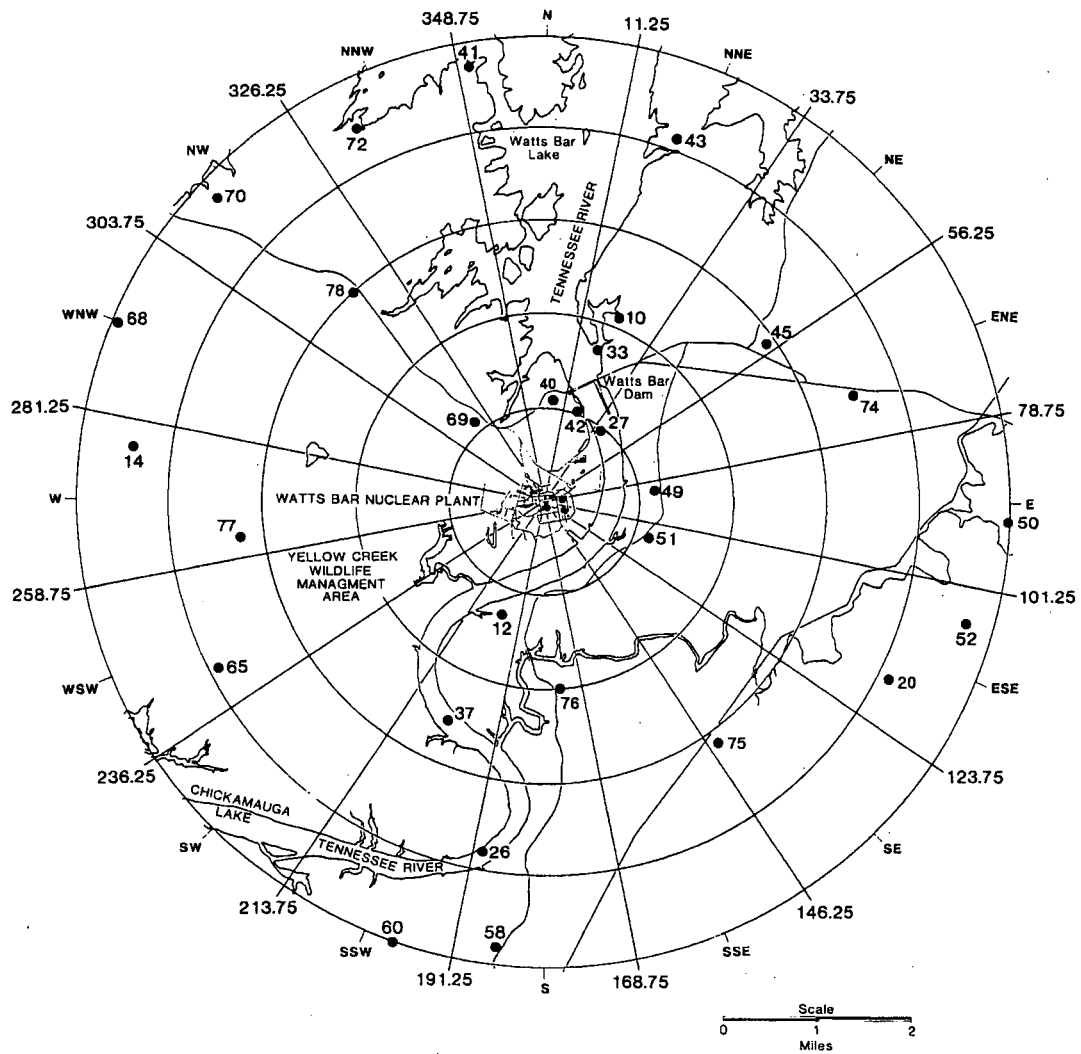 N
348.75
11.25
NNW
41
NNE
326.25
33.75
72
43
Watts Bar
Lake
NW
NE
70
TENNESSEE RIVER
303.75
56.25
78
WNW
68
10
ENE
45
33
Watts Bar
Dam
40
281.25
74
78.75
69
42
27
14
49
W
WATTS BAR NUCLEAR PLANT
E
50
77
51
YELLOW CREEK
WILDLIFE
MANAGMENT
AREA
258.75
101.25
12
52
65
20
WSW
ESE
76
37
75
236.25
123.75
CHICKAMAUGA
LAKE
SW
TENNESSEE RIVER
26
SE
213.75
146.25
60
58
SSW
SSE
191.25
168.75
S
Scale
0 1 2
Miles